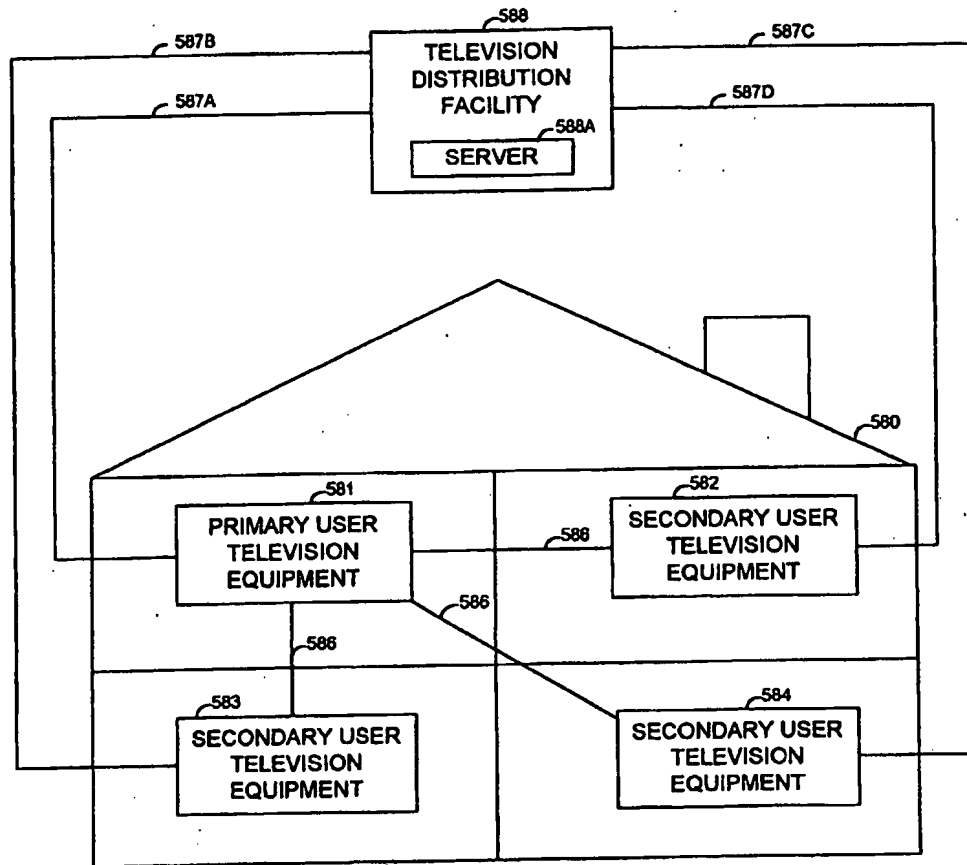 588
587B
587C
TELEVISION
DISTRIBUTION
FACILITY
587A
587D
588A
SERVER
580
581
582
PRIMARY USER
TELEVISION
EQUIPMENT
586
SECONDARY USER
TELEVISION
EQUIPMENT
586
586
583
584
SECONDARY USER
TELEVISION
EQUIPMENT
SECONDARY USER
TELEVISION
EQUIPMENT